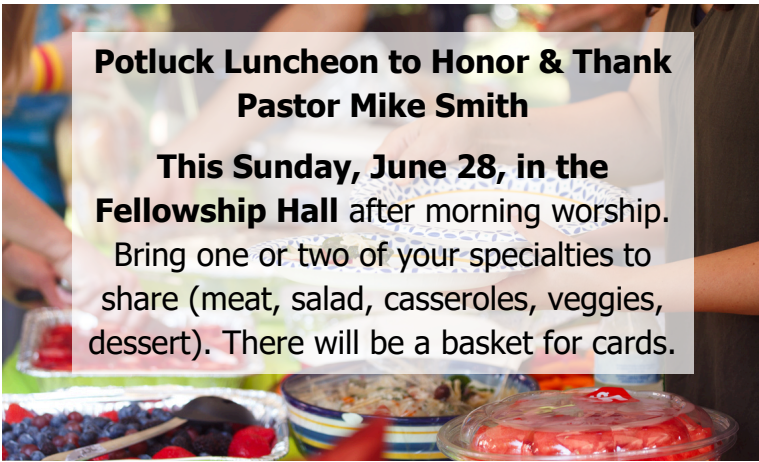 Potluck Luncheon to Honor & Thank
Pastor Mike Smith
This Sunday, June 28, in the
Fellowship Hall after morning worship.
Bring one or two of your specialties to
share (meat, salad, casseroles, veggies,
dessert). There will be a basket for cards.